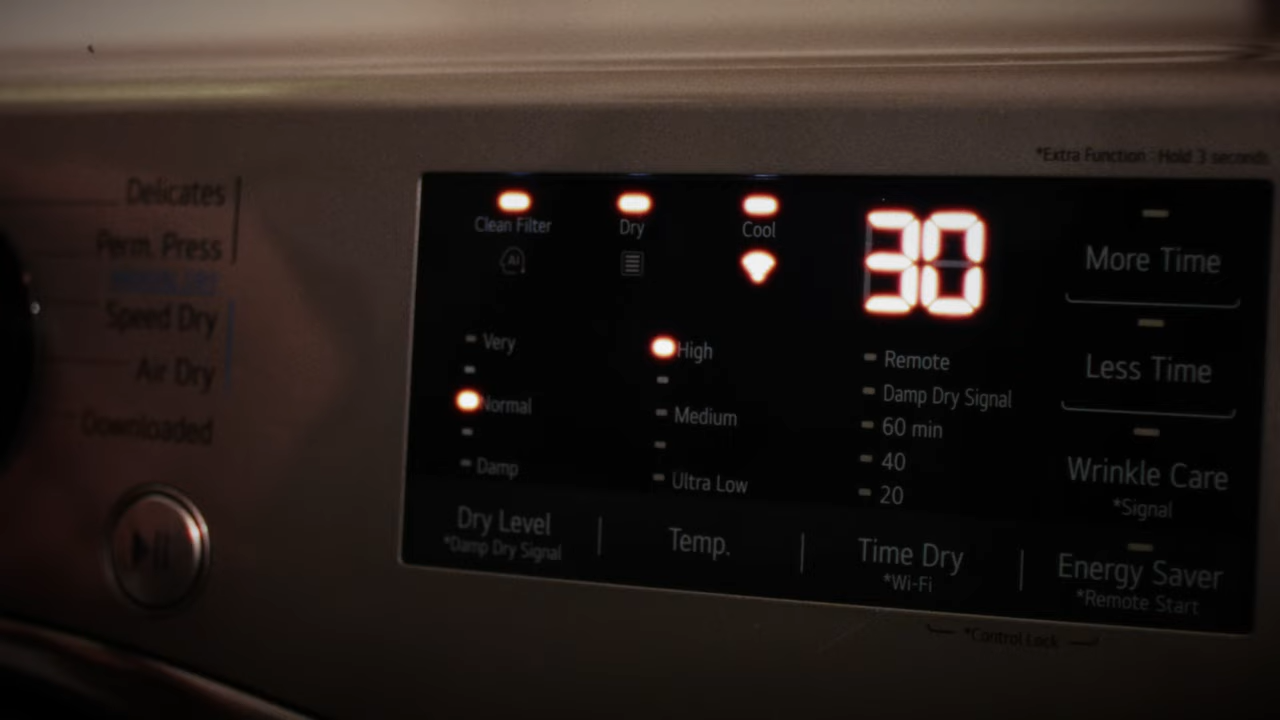 *Extra Function : Hold 3 seconds
Delicates
Perm. Press
Speed Dry
Air Dry
Downloaded
Clean Filter
Dry
Cool
30
AI
Very
Normal
Damp
Dry Level
*Damp Dry Signal
High
Medium
Ultra Low
Temp.
Remote
Damp Dry Signal
60 min
40
20
Time Dry
*Wi-Fi
More Time
Less Time
Wrinkle Care
*Signal
Energy Saver
*Remote Start
*Control Lock